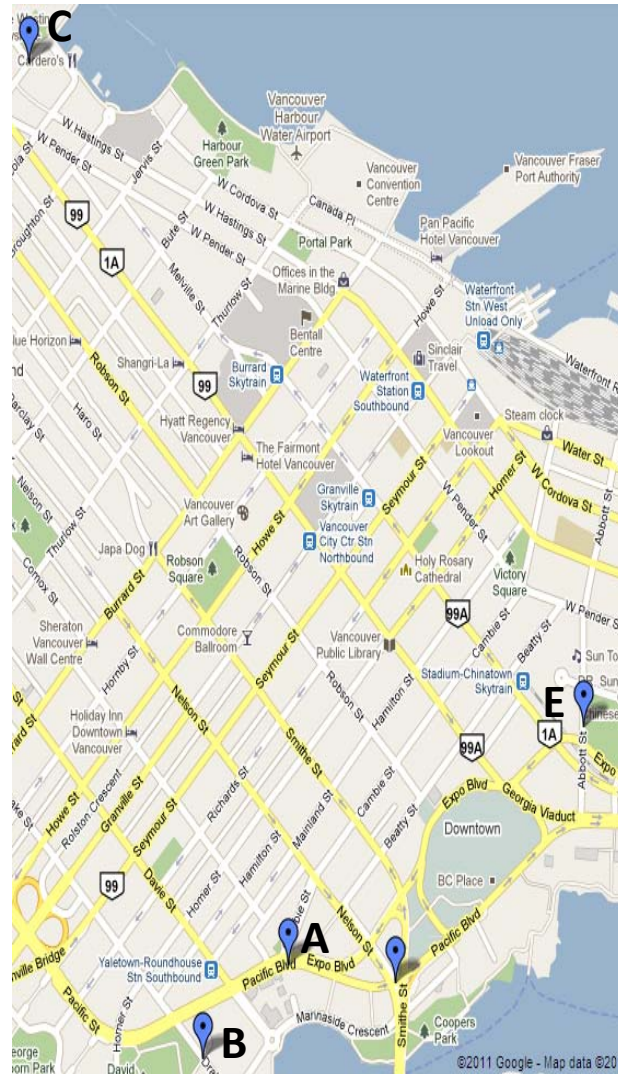 C
Cardero's
W Hastings St
W Pender St
Jervis St
Harbour
Green Park
Vancouver
Harbour
Water Airport
Vancouver
Convention
Centre
Vancouver Fraser
Port Authority
99
1A
Broughton St
Bute St
W Cordova St
W Hastings St
W Pender St
Canada Pl
Pan Pacific
Hotel Vancouver
Portal Park
Melville St
Thurlow St
Offices in the
Marine Bldg
Howe St
Waterfront
Stn West
Unload Only
Bentall
Centre
Sinclair
Travel
Shangri-La
99
Burrard
Skytrain
Waterfront
Station
Southbound
Waterfront R
Robson St
Haro St
Hyatt Regency
Vancouver
The Fairmont
Hotel Vancouver
Vancouver
Lookout
Steam clock
Water St
W Cordova St
Homer St
Seymour St
Nelson St
Thurlow St
Comox St
Vancouver
Art Gallery
Howe St
Granville
Skytrain
Vancouver
City Ctr Stn
Northbound
W Pender St
Abbott St
Japa Dog
Robson
Square
Robson St
Holy Rosary
Cathedral
Victory
Square
Burrard St
Commodore
Ballroom
Seymour St
Vancouver
Public Library
99A
Cambie St
Beatty St
W Pender S
Sheraton
Vancouver
Wall Centre
Hornby St
Robson St
Hamilton St
Stadium-Chinatown
Skytrain
Sun To
E
Chinese
Nelson St
Smithe St
Holiday Inn
Downtown
Vancouver
99A
1A
Expo
Abbott St
Cambie St
Beatty St
Expo Blvd
Georgia Viaduct
Howe St
Rolston Crescent
Granville St
Seymour St
Richards St
Mainland St
Hamilton St
Homer St
Downtown
BC Place
99
Davie St
Nelson St
Pacific Blvd
A
Yaletown-Roundhouse
Stn Southbound
Pacific Blvd
Expo Blvd
Smithe St
Pacific St
Homer St
Marinaside Crescent
Coopers
Park
B
David
©2011 Google - Map data ©20